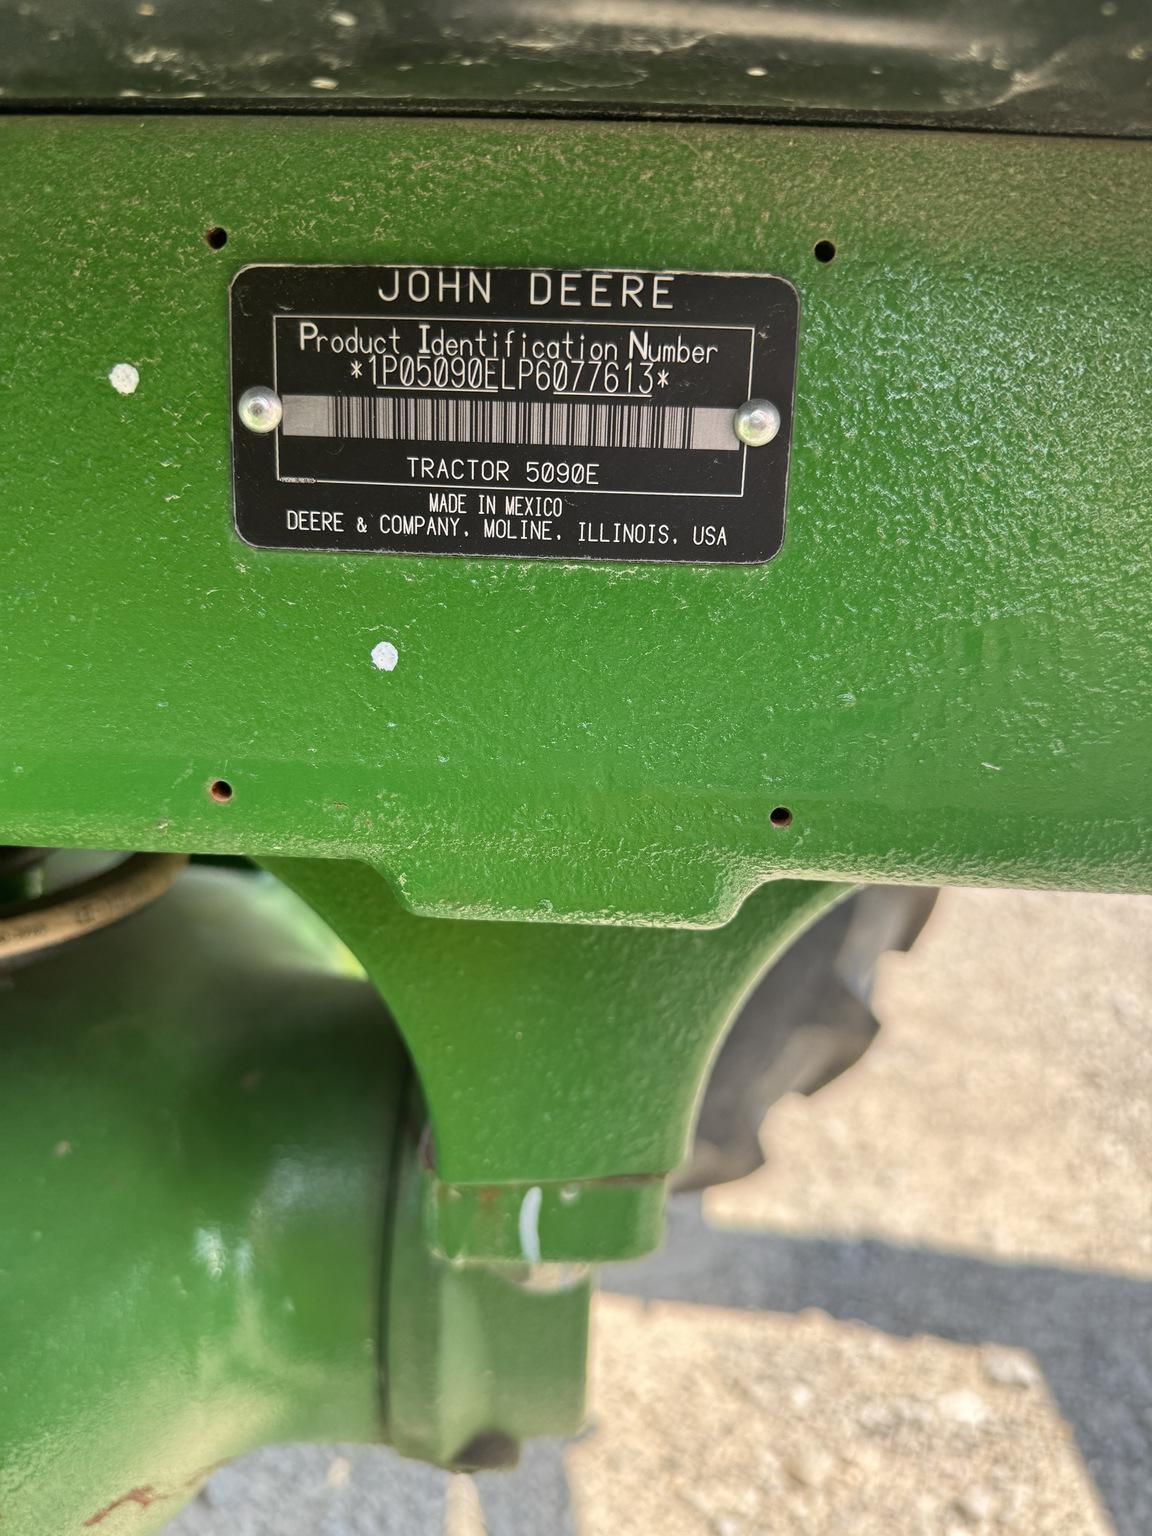 JOHN DEERE
Product Identification Number
*1P05090ELP6077613*
TRACTOR 5090E
MADE IN MEXICO
DEERE & COMPANY, MOLINE, ILLINOIS, USA